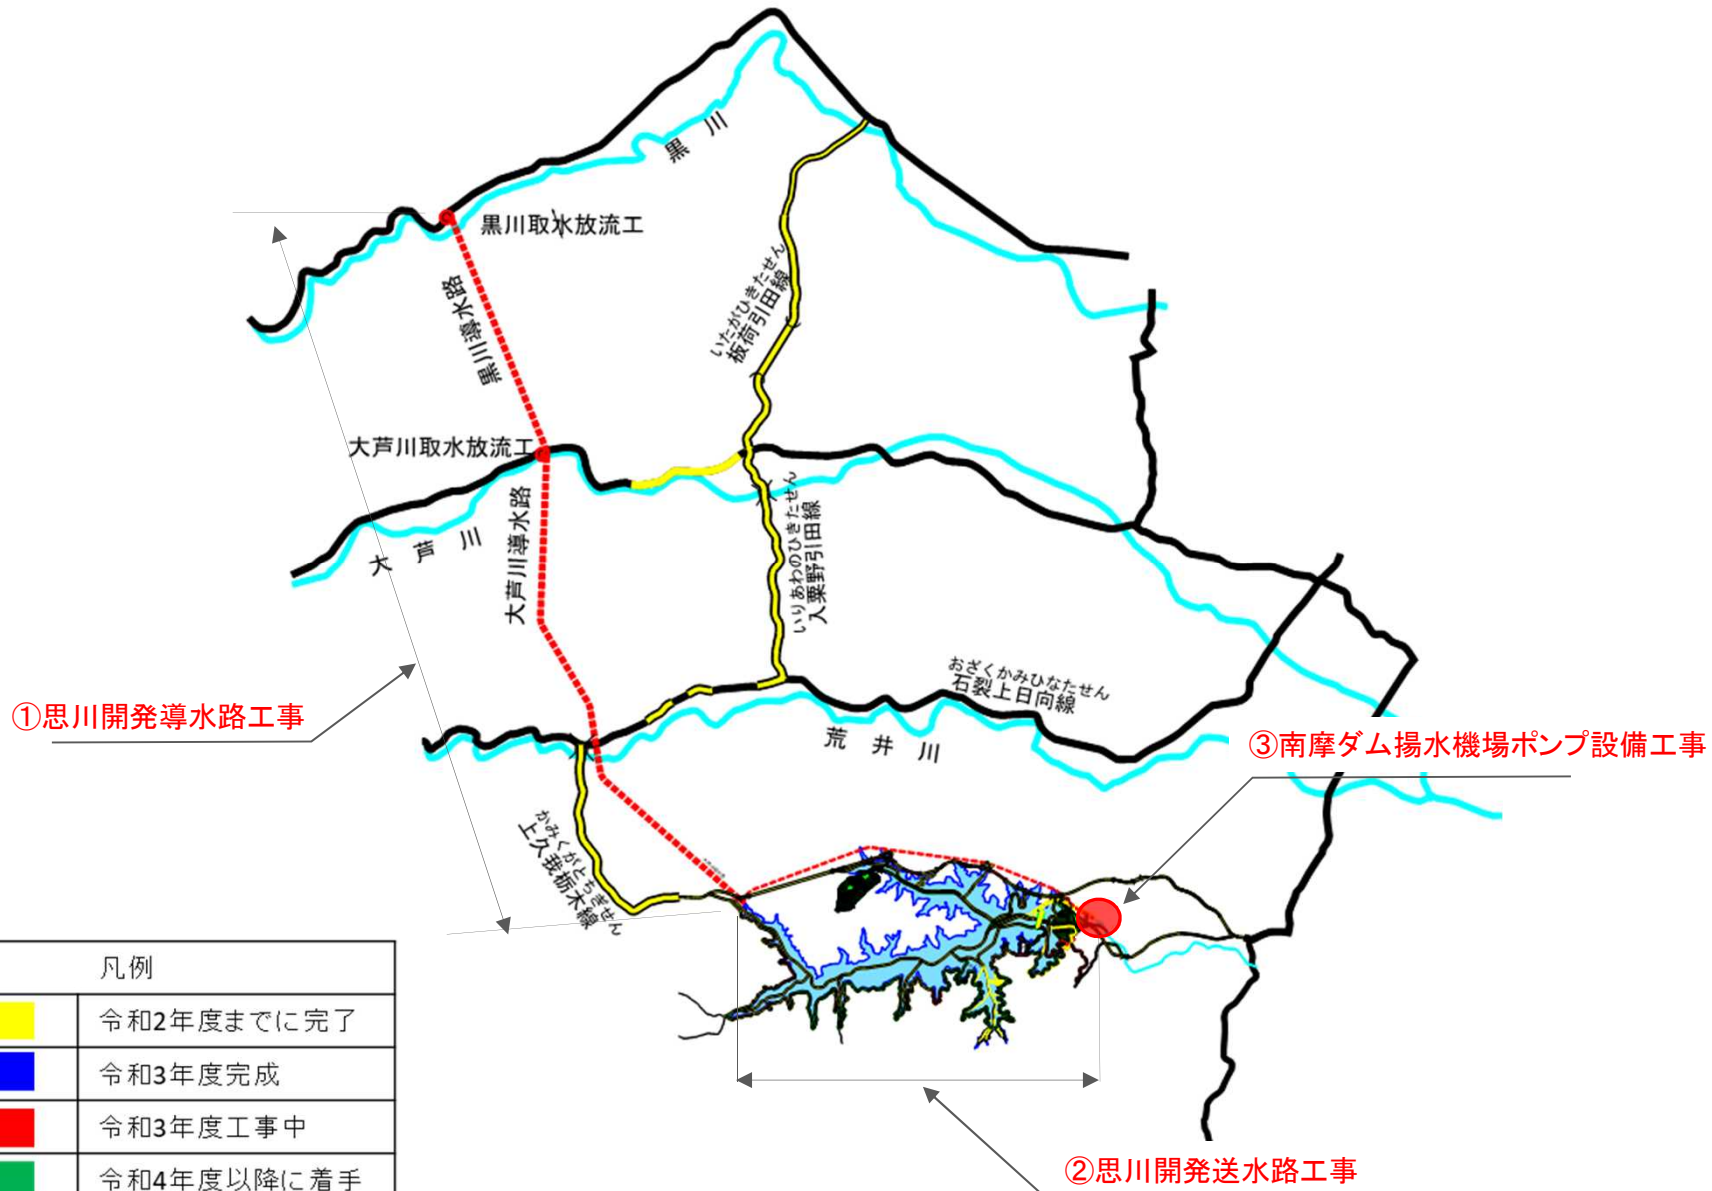 黒川
黒川取水放流工
黒川導水路
いたがひきたせん
板荷引田線
大芦川取水放流工
大芦川
大芦川導水路
いりあわのひきたせん
入粟野引田線
おざくかみひなたせん
石裂上日向線
①思川開発導水路工事
荒井川
③南摩ダム揚水機場ポンプ設備工事
かみくがとちぎせん
上久我栃木線
凡例
令和2年度までに完了
令和3年度完成
令和3年度工事中
令和4年度以降に着手
②思川開発送水路工事